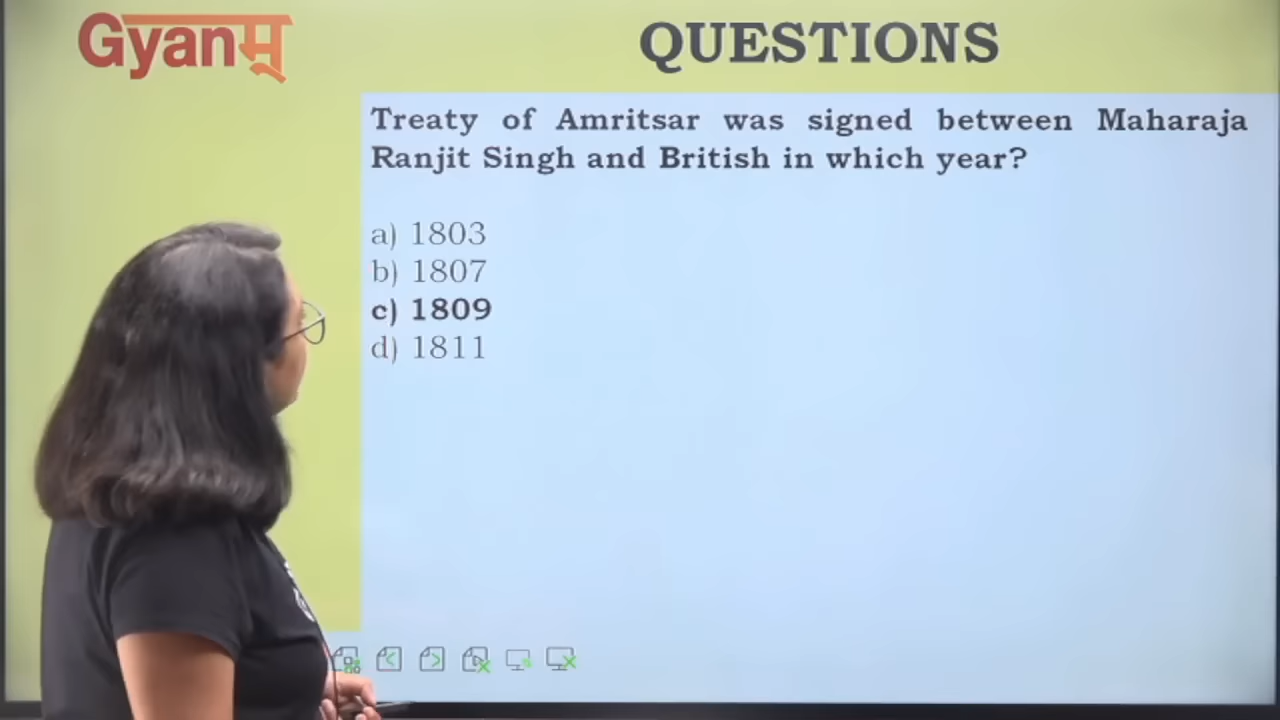 Gyanम्
QUESTIONS
Treaty of Amritsar was signed between Maharaja
Ranjit Singh and British in which year?
a) 1803
b) 1807
c) 1809
d) 1811